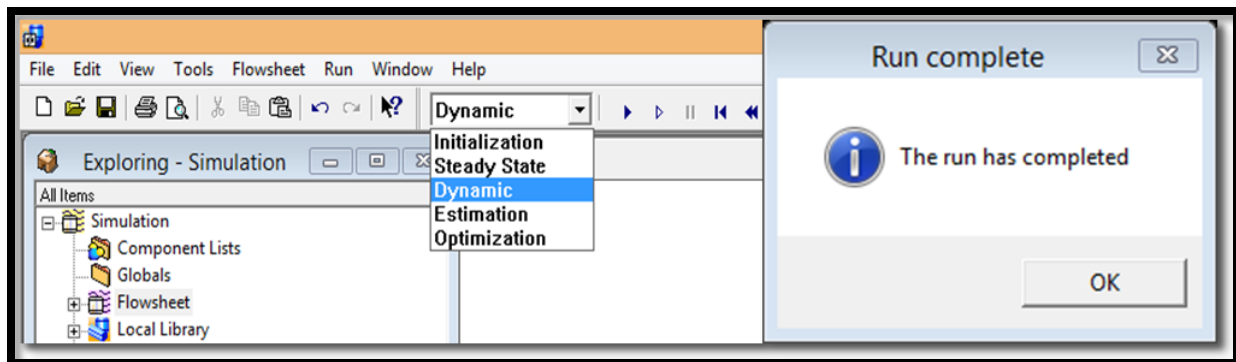 File Edit View Tools Flowsheet Run Window Help
Dynamic
Initialization
Steady State
Dynamic
Estimation
Optimization
Exploring - Simulation
All Items
Simulation
Component Lists
Globals
Flowsheet
Local Library
Run complete
The run has completed
OK